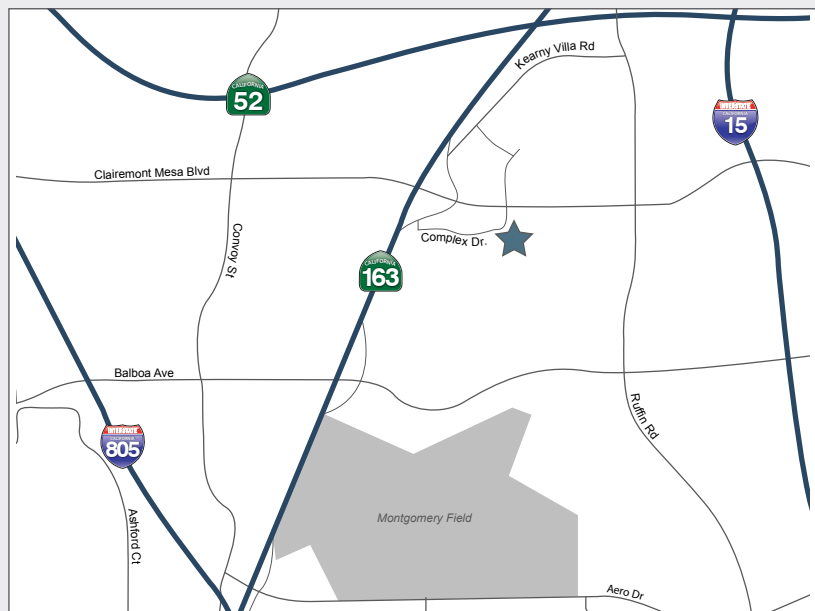 Kearny Villa Rd
CALIFORNIA
52
INTERSTATE
CALIFORNIA
15
Clairemont Mesa Blvd
Convoy St
Complex Dr.
CALIFORNIA
163
Balboa Ave
Ruffin Rd
INTERSTATE
CALIFORNIA
805
Montgomery Field
Ashford Ct
Aero Dr